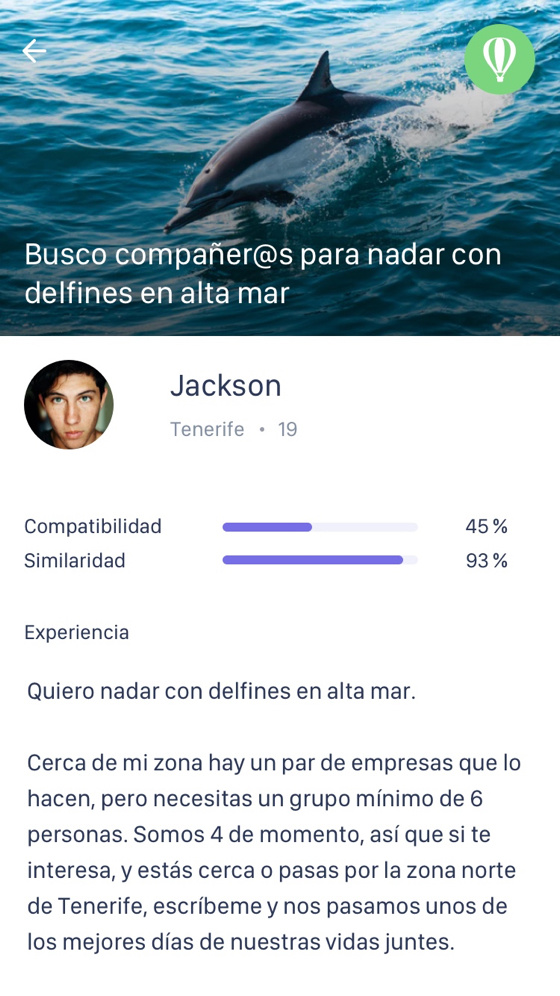 Busco compañer@s para nadar con
delfines en alta mar
Jackson
Tenerife • 19
Compatibilidad 45 %
Similaridad 93 %
Experiencia
Quiero nadar con delfines en alta mar.
Cerca de mi zona hay un par de empresas que lo
hacen, pero necesitas un grupo mínimo de 6
personas. Somos 4 de momento, así que si te
interesa, y estás cerca o pasas por la zona norte
de Tenerife, escríbeme y nos pasamos unos de
los mejores días de nuestras vidas juntes.